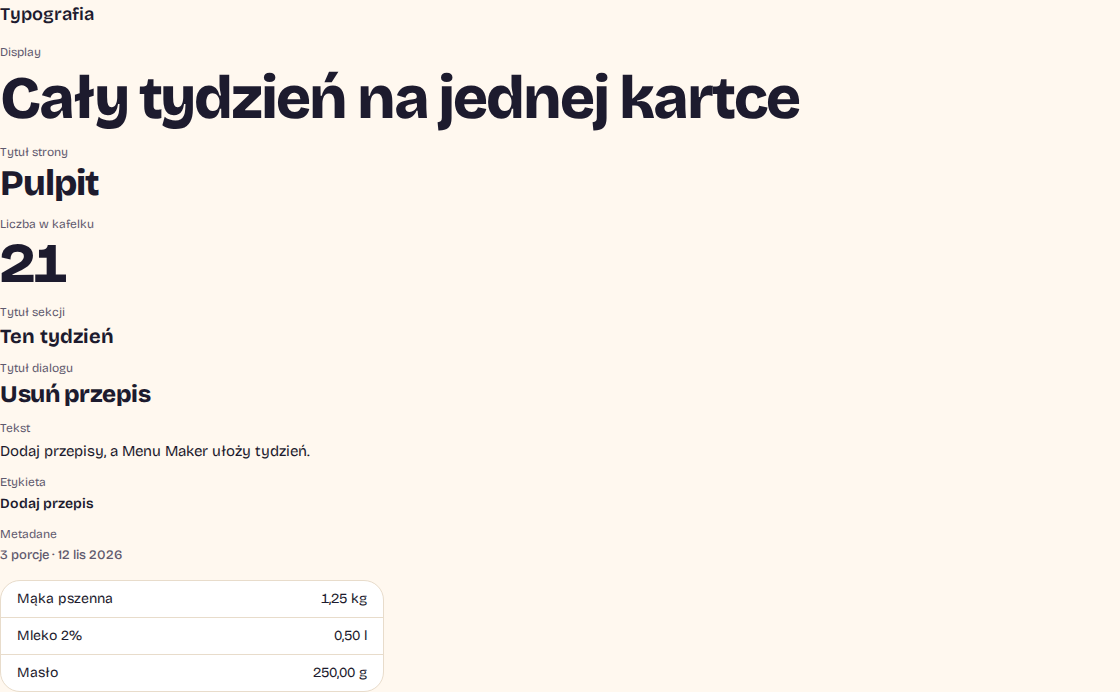 Typografia
Display
Cały tydzień na jednej kartce
Tytuł strony
Pulpit
Liczba w kafelku
21
Tytuł sekcji
Ten tydzień
Tytuł dialogu
Usuń przepis
Tekst
Dodaj przepisy, a Menu Maker ułoży tydzień.
Etykieta
Dodaj przepis
Metadane
3 porcje · 12 lis 2026
Mąka pszenna 1,25 kg
Mleko 2% 0,50 l
Masło 250,00 g